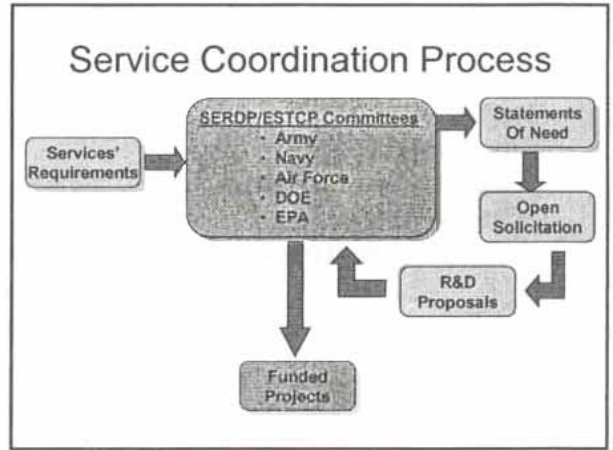 Service Coordination Process
SERDP/ESTCP Committees
· Army
· Navy
· Air Force
· DOE
· EPA
Services'
Requirements
Statements
Of Need
Open
Solicitation
R&D
Proposals
Funded
Projects